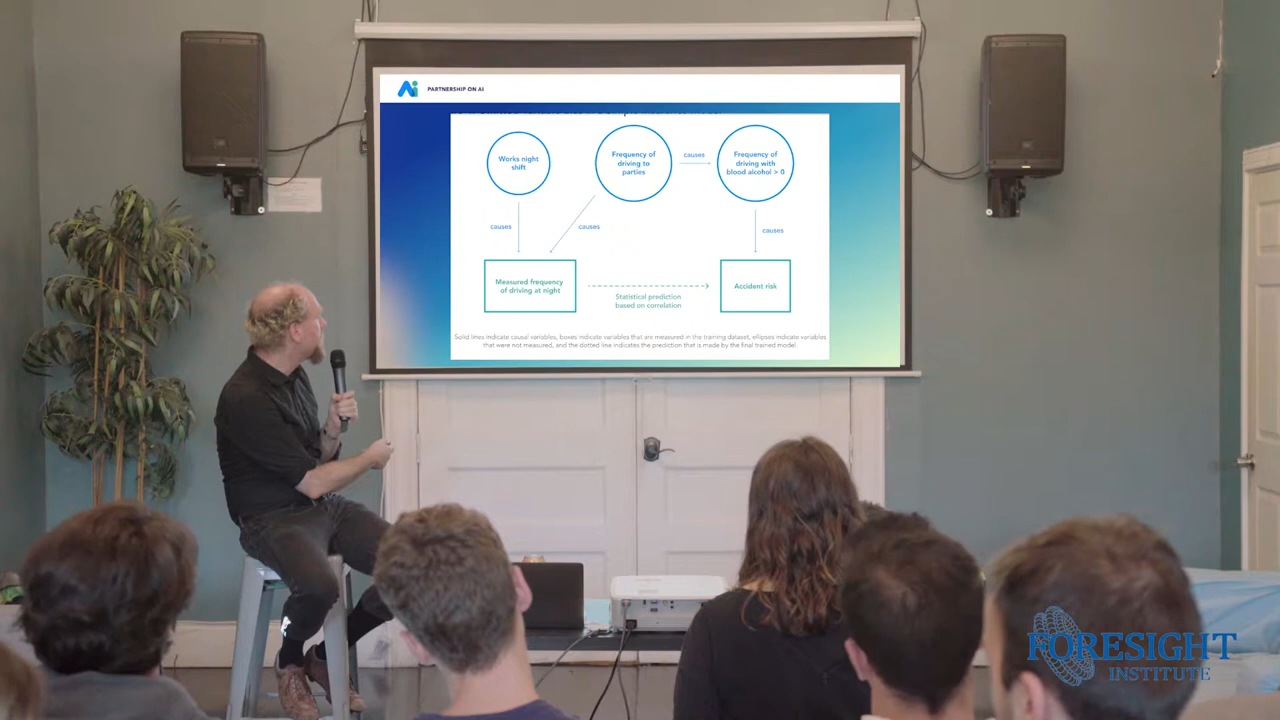 PARTNERSHIP ON AI
Works night
shift
Frequency of
driving to
parties
causes
Frequency of
driving with
blood alcohol > 0
causes
causes
causes
Measured frequency
of driving at night
Statistical prediction
based on correlation
Accident risk
Solid lines indicate causal variables, boxes indicate variables that are measured in the training dataset, ellipses indicate variables
that were not measured, and the dotted line indicates the prediction that is made by the final trained model.
FORESIGHT
INSTITUTE